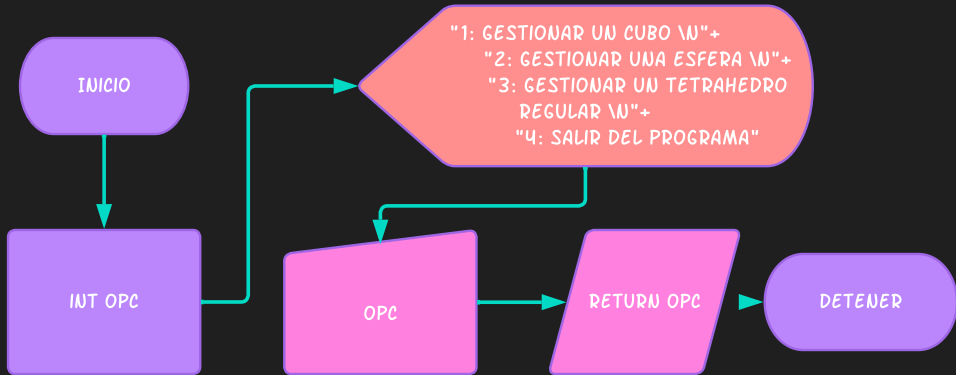 INICIO
INT OPC
"1: GESTIONAR UN CUBO \N"+
"2: GESTIONAR UNA ESFERA \N"+
"3: GESTIONAR UN TETRAHEDRO
REGULAR \N"+
"4: SALIR DEL PROGRAMA"
OPC
RETURN OPC
DETENER